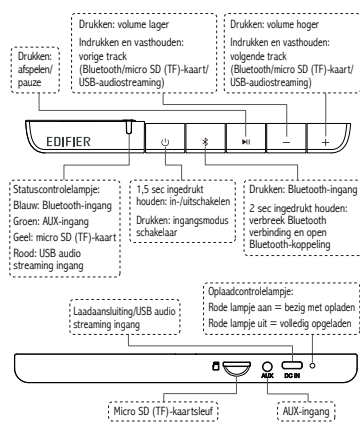 Drukken: volume lager
Indrukken en vasthouden:
vorige track
(Bluetooth/micro SD (TF)-kaart/
USB-audiostreaming)
Drukken: volume hoger
Indrukken en vasthouden:
volgende track
(Bluetooth/micro SD (TF)-kaart/
USB-audiostreaming)
Drukken:
afspelen/
pauze
EDIFIER
Statuscontrolelampje:
Blauw: Bluetooth-ingang
Groen: AUX-ingang
Geel: micro SD (TF)-kaart
Rood: USB audio
streaming ingang
1,5 sec ingedrukt
houden: in-/uitschakelen
Drukken: ingangsmodus
schakelaar
Drukken: Bluetooth-ingang
2 sec ingedrukt houden:
verbreek Bluetooth
verbinding en open
Bluetooth-koppeling
Oplaadcontrolelampje:
Rode lampje aan = bezig met opladen
Rode lampje uit = volledig opgeladen
Laadaansluiting/USB audio
streaming ingang
AUX
DC IN
Micro SD (TF)-kaartsleuf
AUX-ingang